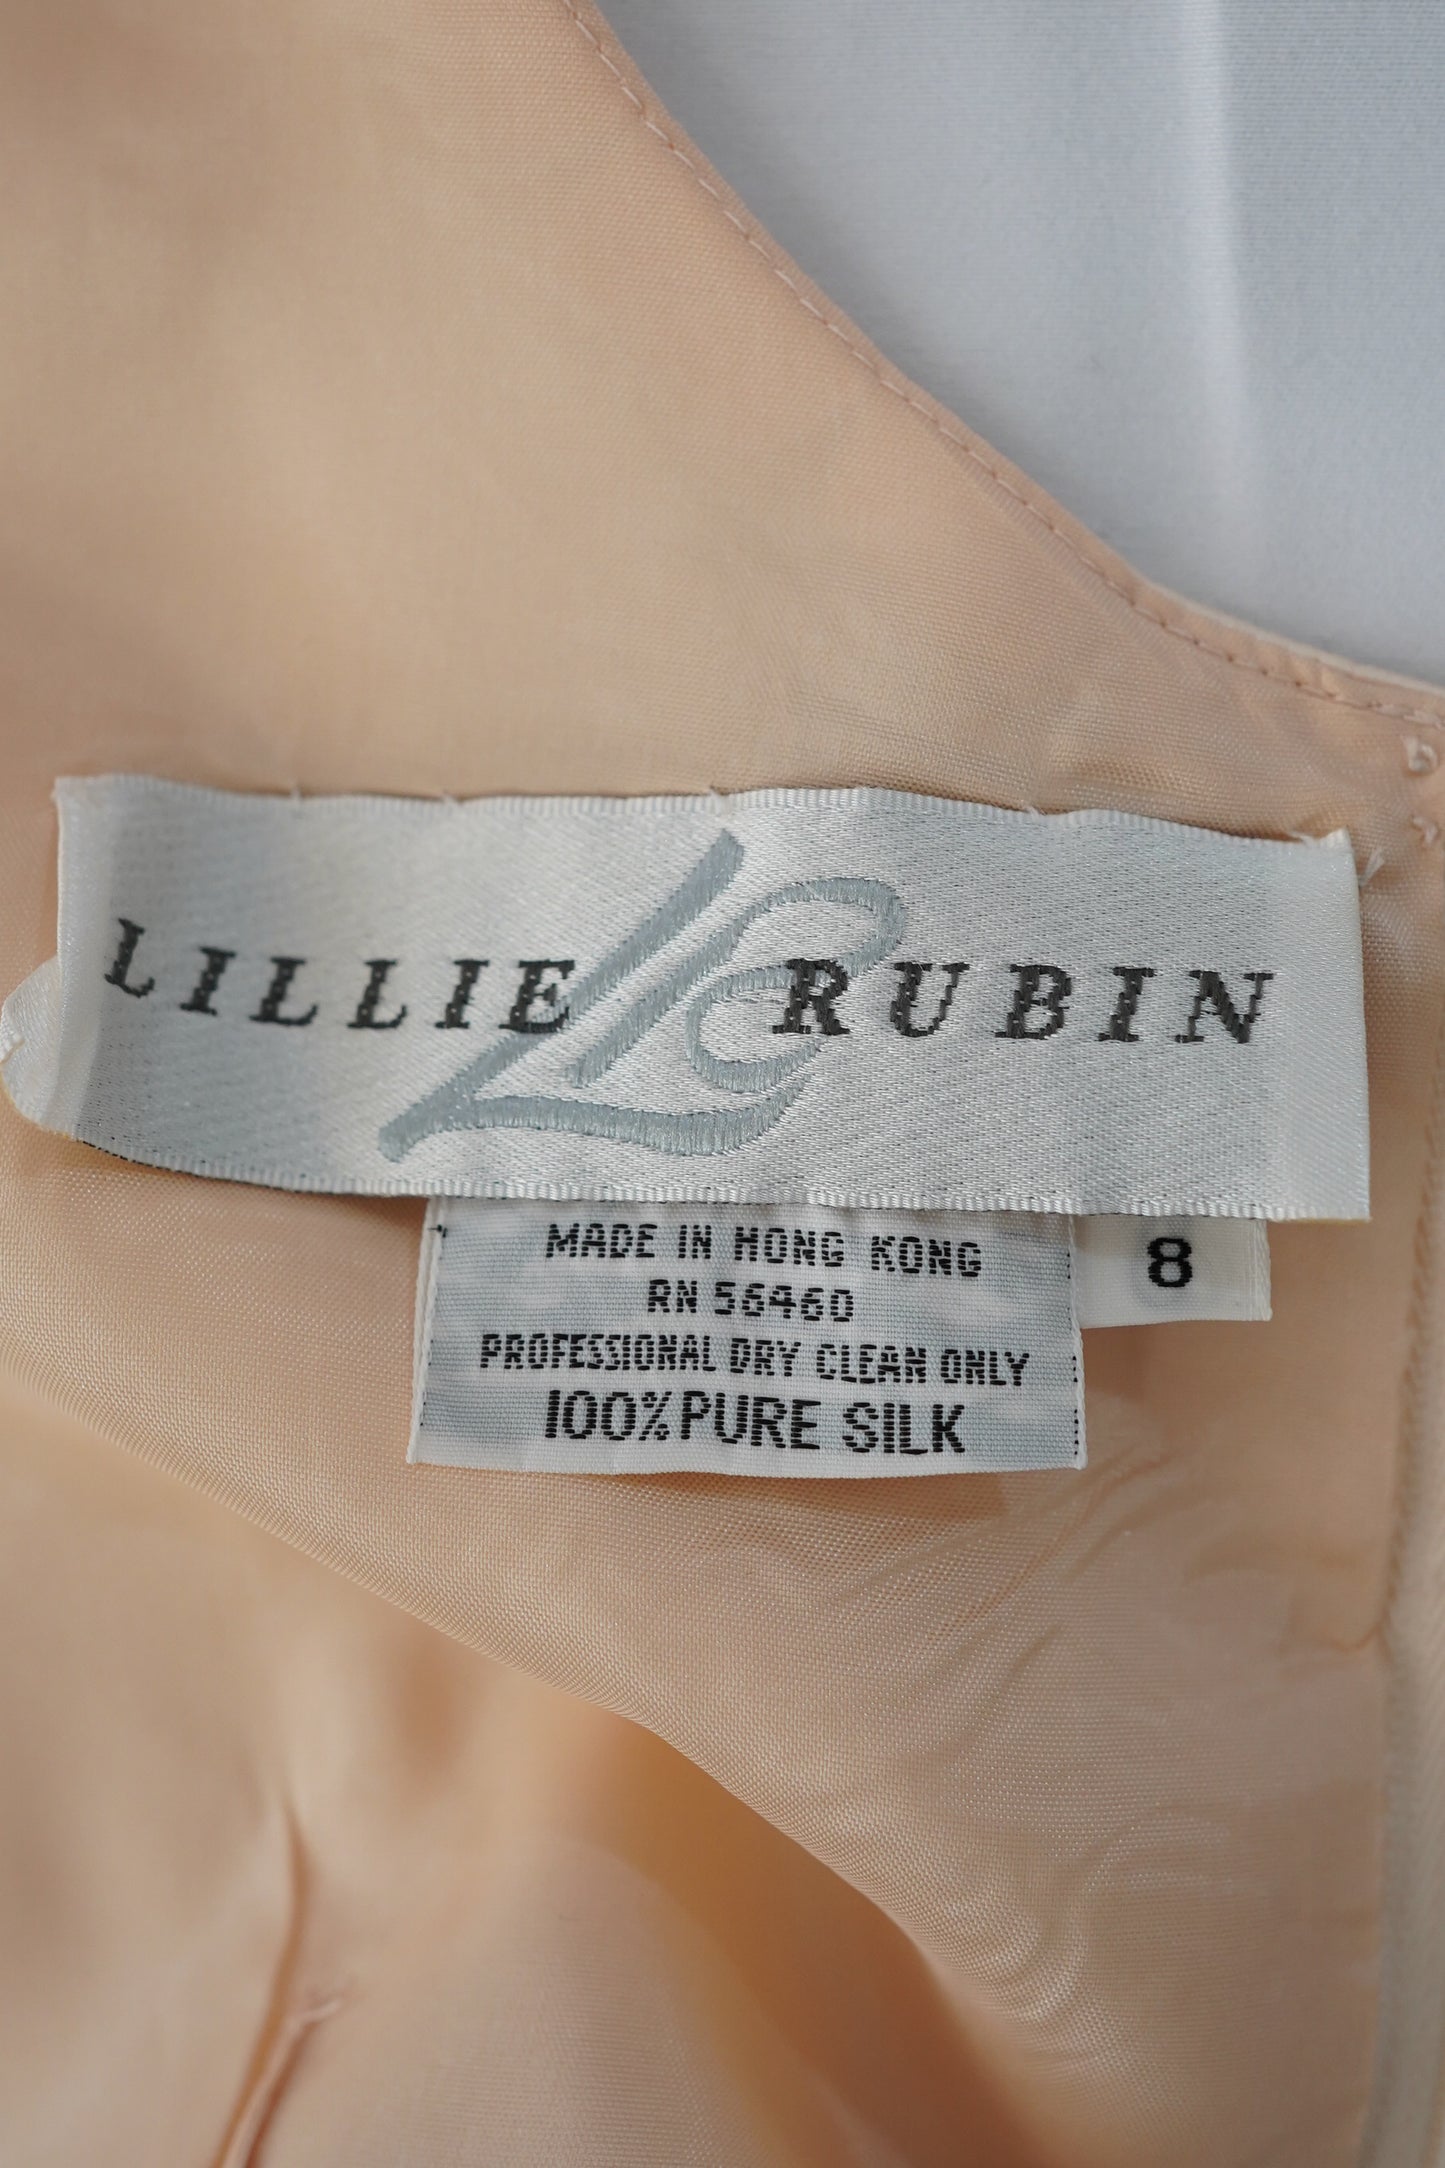 LILLIE RUBIN
MADE IN HONG KONG
RN 56460
PROFESSIONAL DRY CLEAN ONLY
100% PURE SILK
8